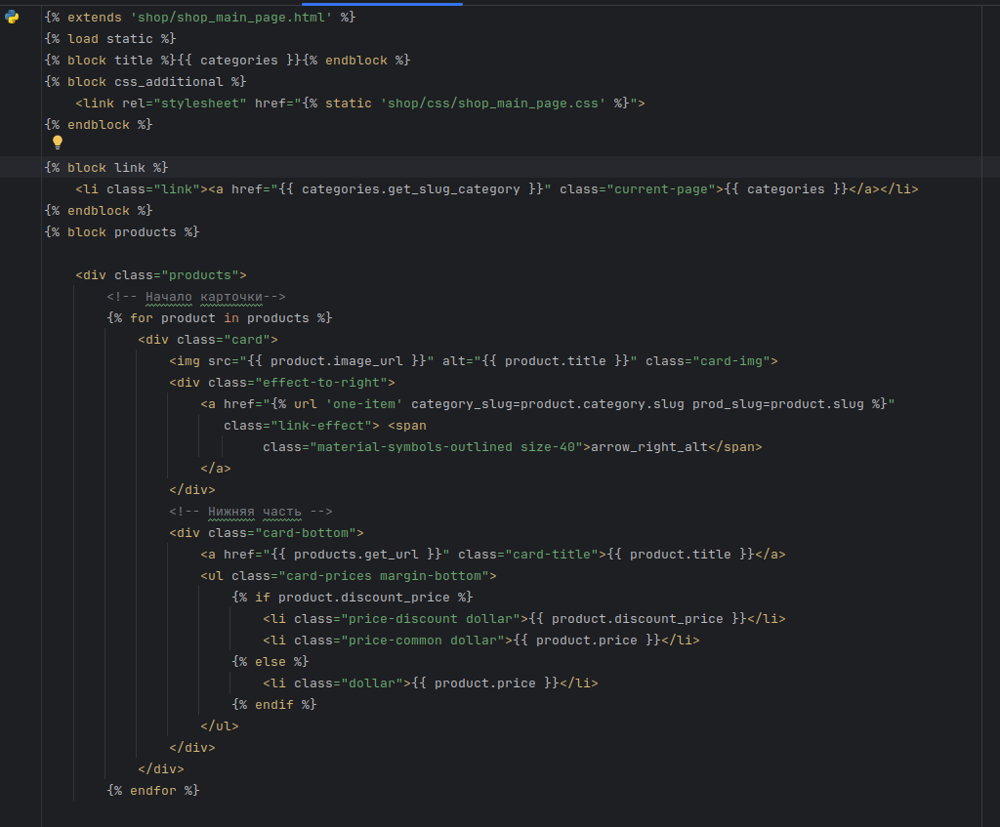 {% extends 'shop/shop_main_page.html' %}
{% load static %}
{% block title %}{{ categories }}{% endblock %}
{% block css_additional %}
    <link rel="stylesheet" href="{% static 'shop/css/shop_main_page.css' %}">
{% endblock %}
{% block link %}
    <li class="link"><a href="{{ categories.get_slug_category }}" class="current-page">{{ categories }}</a></li>
{% endblock %}
{% block products %}
    <div class="products">
        <!-- Начало карточки-->
        {% for product in products %}
            <div class="card">
                <img src="{{ product.image_url }}" alt="{{ product.title }}" class="card-img">
                <div class="effect-to-right">
                    <a href="{% url 'one-item' category_slug=product.category.slug prod_slug=product.slug %}"
                       class="link-effect"> <span
                            class="material-symbols-outlined size-40">arrow_right_alt</span>
                    </a>
                </div>
                <!-- Нижняя часть -->
                <div class="card-bottom">
                    <a href="{{ products.get_url }}" class="card-title">{{ product.title }}</a>
                    <ul class="card-prices margin-bottom">
                        {% if product.discount_price %}
                            <li class="price-discount dollar">{{ product.discount_price }}</li>
                            <li class="price-common dollar">{{ product.price }}</li>
                        {% else %}
                            <li class="dollar">{{ product.price }}</li>
                        {% endif %}
                    </ul>
                </div>
            </div>
        {% endfor %}